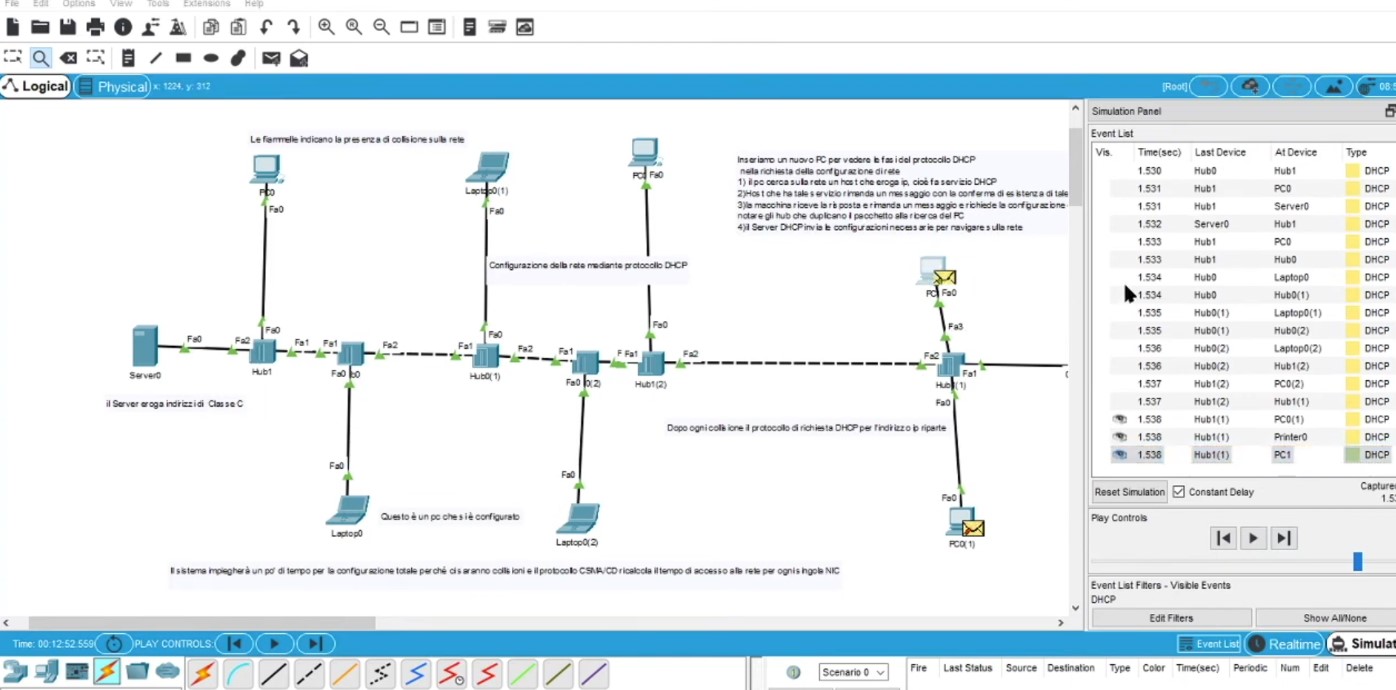 File Edit Options View Tools Extensions Help
Logical Physical x: 1224, y: 312 [Root]
Simulation Panel
Event List
Vis. Time(sec) Last Device At Device Type
1.530 Hub0 Hub1 DHCP
1.531 Hub1 PC0 DHCP
1.531 Hub1 Server0 DHCP
1.532 Server0 Hub1 DHCP
1.533 Hub1 PC0 DHCP
1.533 Hub1 Hub0 DHCP
1.534 Hub0 Laptop0 DHCP
1.534 Hub0 Hub0(1) DHCP
1.535 Hub0(1) Laptop0(1) DHCP
1.535 Hub0(1) Hub0(2) DHCP
1.536 Hub0(2) Laptop0(2) DHCP
1.536 Hub0(2) Hub1(2) DHCP
1.537 Hub1(2) PC0(2) DHCP
1.537 Hub1(2) Hub1(1) DHCP
1.538 Hub1(1) PC0(1) DHCP
1.538 Hub1(1) Printer0 DHCP
1.538 Hub1(1) PC1 DHCP
Reset Simulation Constant Delay
Play Controls
Event List Filters - Visible Events
DHCP
Edit Filters Show All/None
Le fiammelle indicano la presenza di collisione sulla rete
Inseriamo un nuovo PC per vedere le fasi del protocollo DHCP
nella richiesta della configurazione di rete
1) il pc cerca sulla rete un host che eroga ip, cioè fa servizio DHCP
2)Host che ha tale servizio rimanda un messaggio con la conferma di esistenza di tale
3)la macchina riceve la risposta e rimanda un messaggio e richiede la configurazione
notare gli hub che duplicano il pacchetto alla ricerca del PC
4)il Server DHCP invia le configurazioni necessarie per navigare sulla rete
PC0
Fa0
Laptop0(1)
Fa0
Fa0
Configurazione della rete mediante protocollo DHCP
Fa0
Fa3
Server0
Fa0
Fa2
Fa0
Hub1
Fa1
Fa1
Fa0
Fa2
Fa1
Fa0
Hub0(1)
Fa2
Fa1
Fa0
Fa1
Fa0
Hub1(2)
Fa2
Fa2
Fa1
Fa0
il Server eroga indirizzi di Classe C
Dopo ogni collisione il protocollo di richiesta DHCP per l'indirizzo ip riparte
Fa0
Laptop0
Questo è un pc che si è configurato
Fa0
Laptop0(2)
Fa0
PC0(1)
Il sistema impiegherà un po' di tempo per la configurazione totale perché ci saranno collisioni e il protocollo CSMA/CD ricalcola il tempo di accesso alla rete per ogni singola NIC
Time: 00:12:52.559 PLAY CONTROLS: Event List Realtime
Scenario 0 Fire Last Status Source Destination Type Color Time(sec) Periodic Num Edit Delete